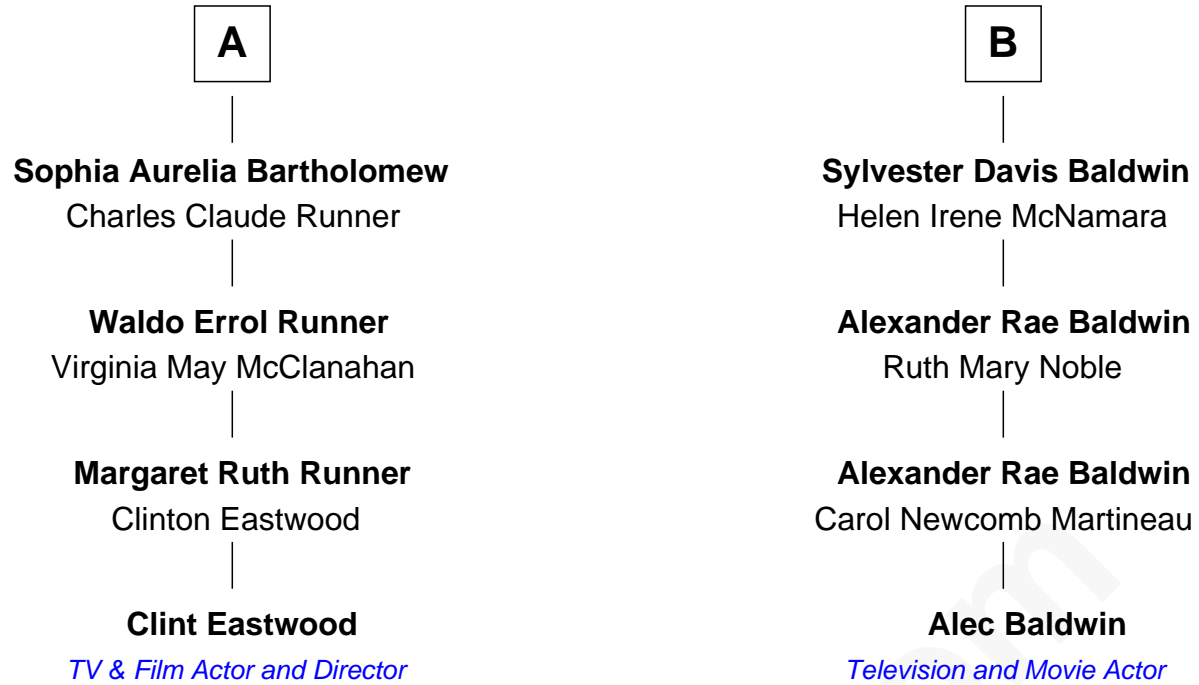 A
Sophia Aurelia Bartholomew
Charles Claude Runner
Waldo Errol Runner
Virginia May McClanahan
Margaret Ruth Runner
Clinton Eastwood
Clint Eastwood
TV & Film Actor and Director
B
Sylvester Davis Baldwin
Helen Irene McNamara
Alexander Rae Baldwin
Ruth Mary Noble
Alexander Rae Baldwin
Carol Newcomb Martineau
Alec Baldwin
Television and Movie Actor